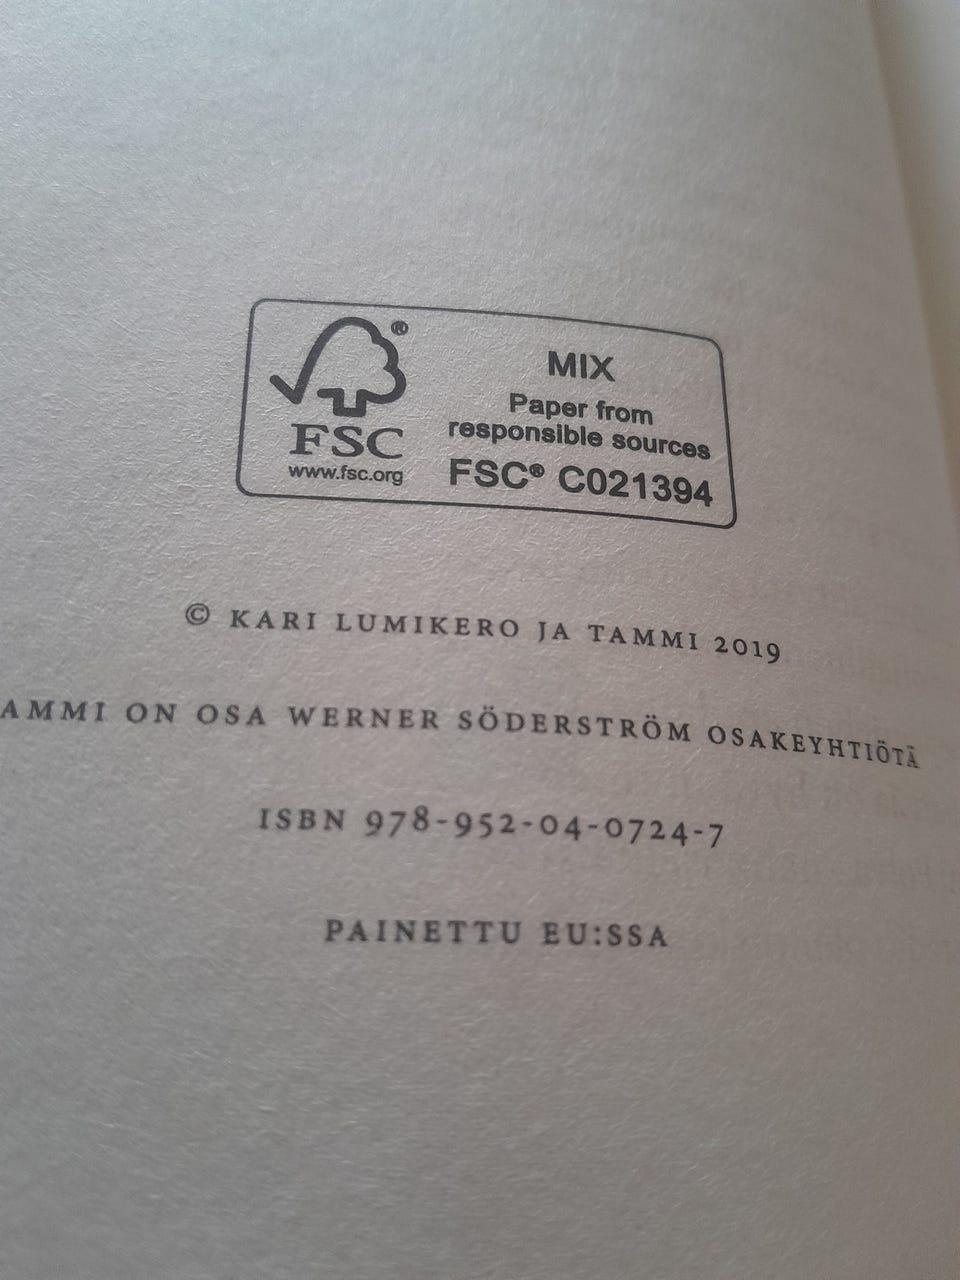 ®
FSC
www.fsc.org
MIX
Paper from
responsible sources
FSC® C021394
© KARI LUMIKERO JA TAMMI 2019
AMMI ON OSA WERNER SÖDERSTRÖM OSAKEYHTIÖTÄ
ISBN 978-952-04-0724-7
PAINETTU EU:SSA